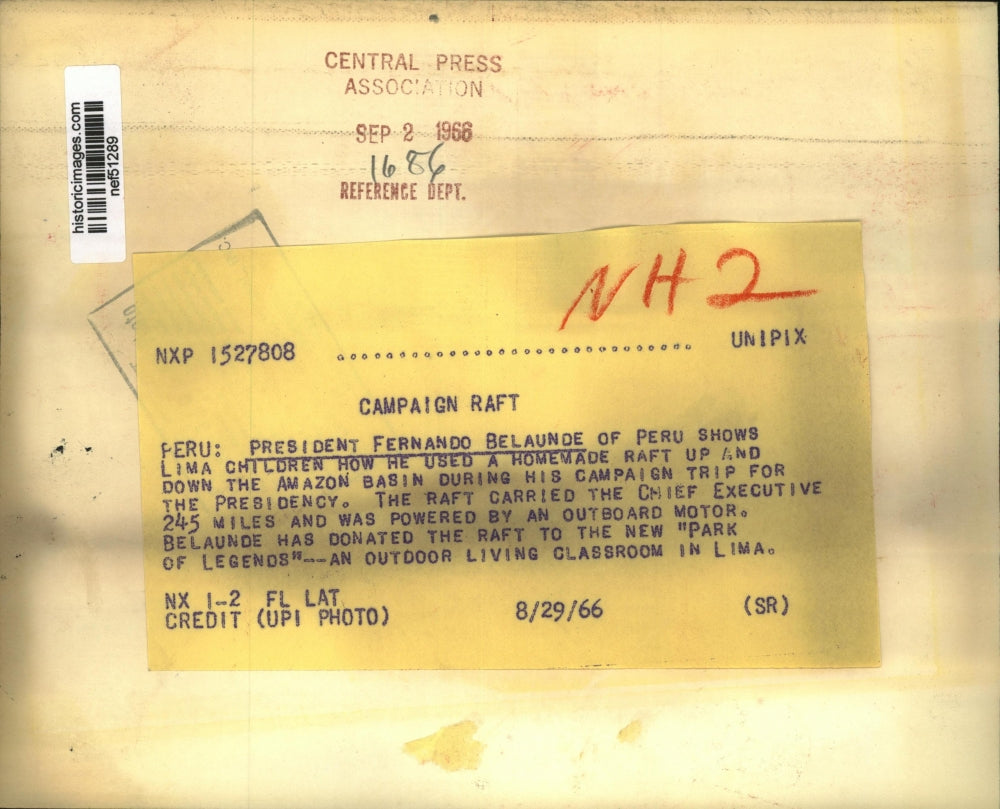 CENTRAL PRESS
ASSOCIATION
SEP 2 1966
1686
REFERENCE DEPT.
historicimages.com
nef51289
NH2
NXP 1527808 ........................................ UNIPIX
CAMPAIGN RAFT
PERU: PRESIDENT FERNANDO BELAUNDE OF PERU SHOWS
LIMA CHILDREN HOW HE USED A HOMEMADE RAFT UP AND
DOWN THE AMAZON BASIN DURING HIS CAMPAIGN TRIP FOR
THE PRESIDENCY. THE RAFT CARRIED THE CHIEF EXECUTIVE
245 MILES AND WAS POWERED BY AN OUTBOARD MOTOR.
BELAUNDE HAS DONATED THE RAFT TO THE NEW "PARK
OF LEGENDS"--AN OUTDOOR LIVING CLASSROOM IN LIMA.
NX 1-2 FL LAT
CREDIT (UPI PHOTO) 8/29/66 (SR)